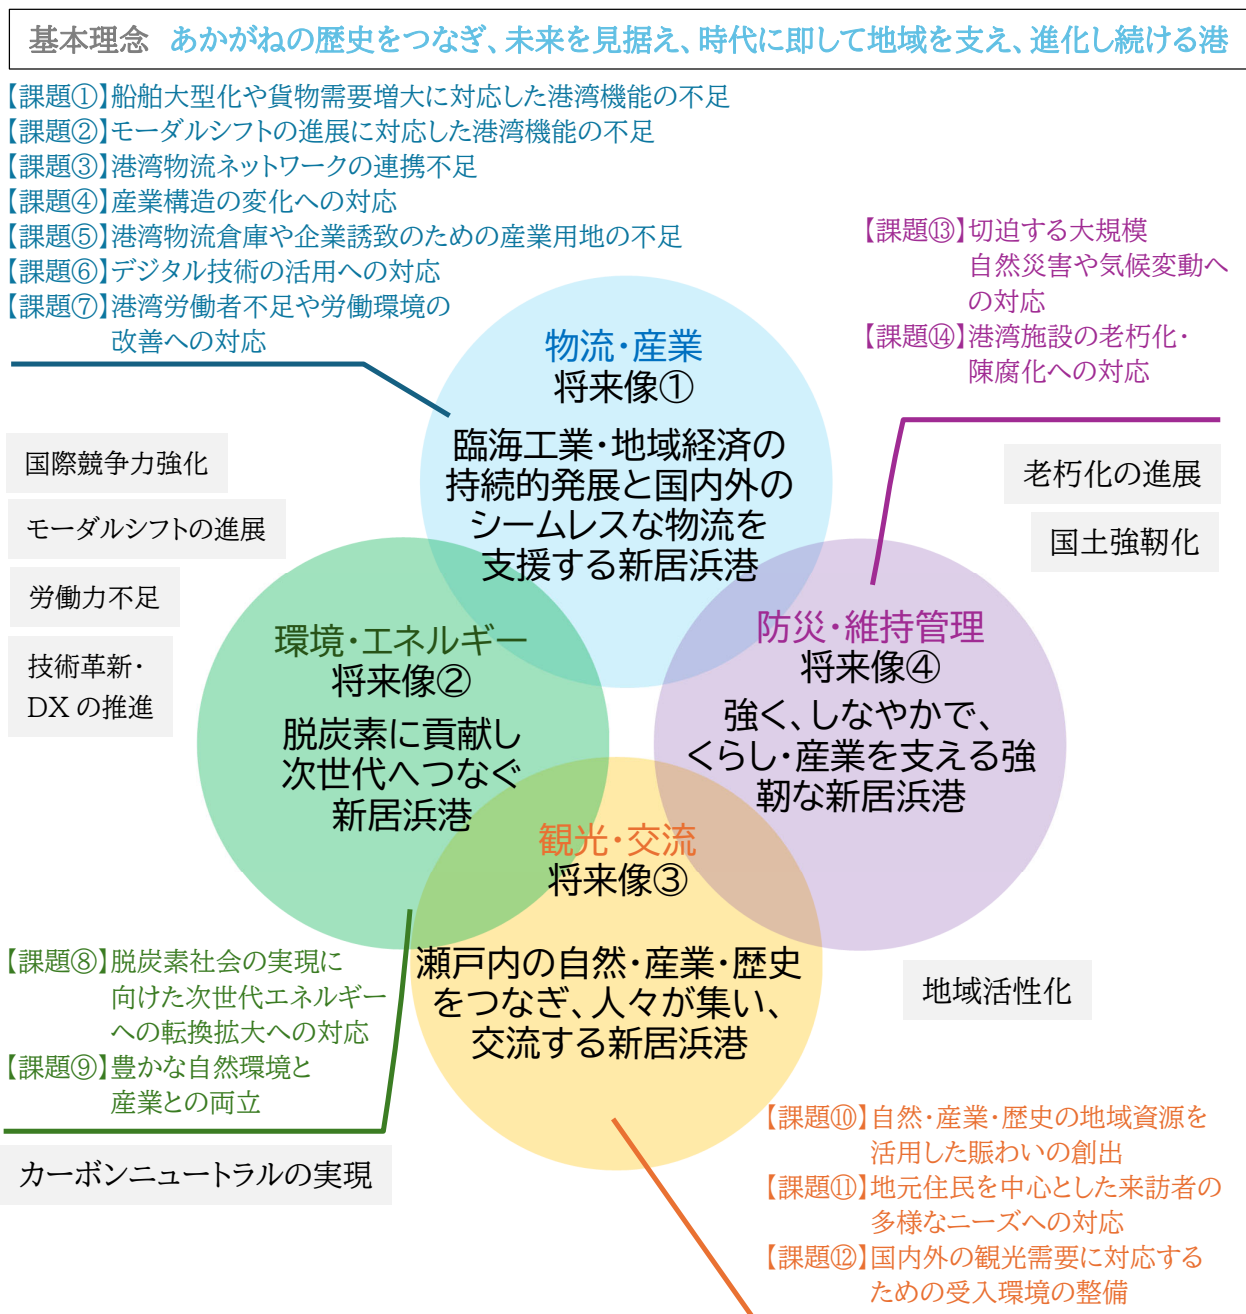 基本理念 あかがねの歴史をつなぎ、未来を見据え、時代に即して地域を支え、進化し続ける港
【課題①】船舶大型化や貨物需要増大に対応した港湾機能の不足
【課題②】モーダルシフトの進展に対応した港湾機能の不足
【課題③】港湾物流ネットワークの連携不足
【課題④】産業構造の変化への対応
【課題⑤】港湾物流倉庫や企業誘致のための産業用地の不足
【課題⑥】デジタル技術の活用への対応
【課題⑦】港湾労働者不足や労働環境の
改善への対応
【課題⑬】切迫する大規模
自然災害や気候変動へ
の対応
【課題⑭】港湾施設の老朽化・
陳腐化への対応
物流・産業
将来像①
臨海工業・地域経済の
持続的発展と国内外の
シームレスな物流を
支援する新居浜港
国際競争力強化
モーダルシフトの進展
労働力不足
技術革新・
DXの推進
老朽化の進展
国土強靭化
環境・エネルギー
将来像②
脱炭素に貢献し
次世代へつなぐ
新居浜港
防災・維持管理
将来像④
強く、しなやかで、
くらし・産業を支える強
靭な新居浜港
観光・交流
将来像③
瀬戸内の自然・産業・歴史
をつなぎ、人々が集い、
交流する新居浜港
【課題⑧】脱炭素社会の実現に
向けた次世代エネルギー
への転換拡大への対応
【課題⑨】豊かな自然環境と
産業との両立
カーボンニュートラルの実現
地域活性化
【課題⑩】自然・産業・歴史の地域資源を
活用した賑わいの創出
【課題⑪】地元住民を中心とした来訪者の
多様なニーズへの対応
【課題⑫】国内外の観光需要に対応する
ための受入環境の整備